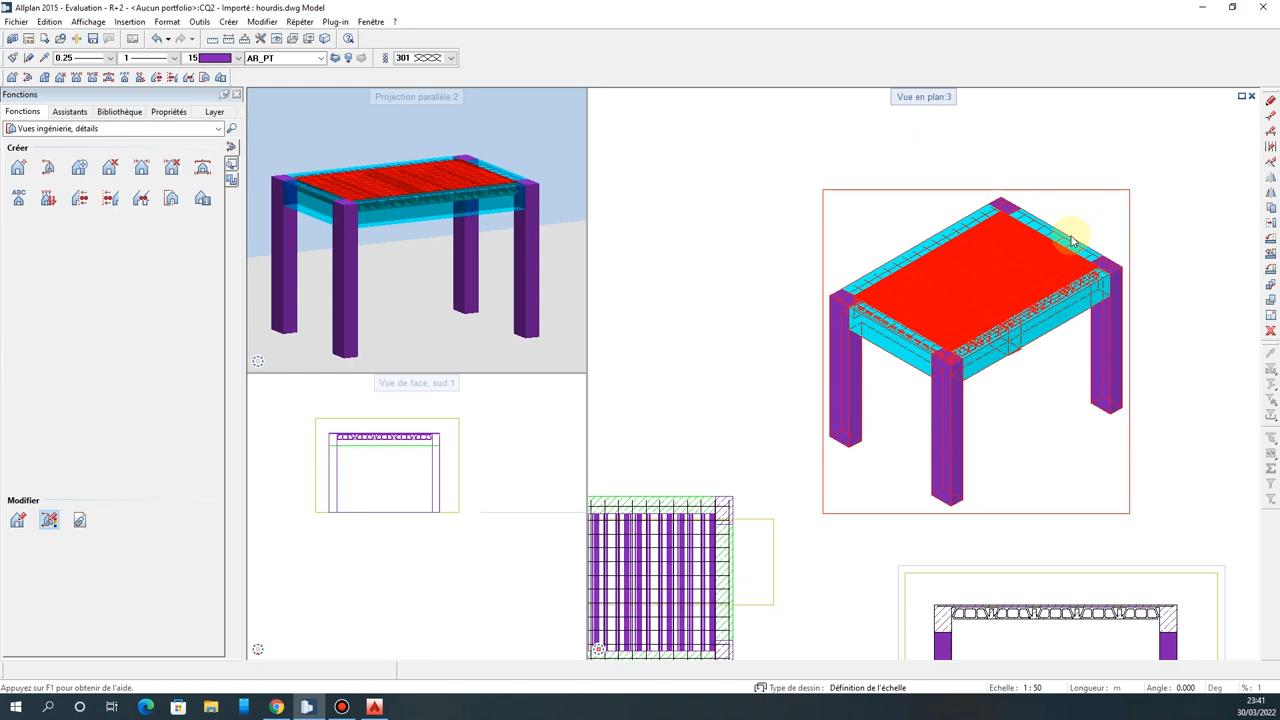 Allplan 2015 - Evaluation - R+2 - <Aucun portfolio>:CQ2 - Importé : hourdis.dwg Model
Fichier Edition Affichage Insertion Format Outils Créer Modifier Répéter Plug-in Fenêtre ?
0.25 1 15 AR_PT 301
Fonctions
Fonctions Assistants Bibliothèque Propriétés Layer
Vues ingénierie, détails
Créer
ABC
Modifier
Projection parallèle:2
Vue de face, sud:1
Vue en plan:3
Appuyez sur F1 pour obtenir de l'aide. Type de dessin: Définition de l'échelle Echelle : 1 : 50 Longueur : m Angle : 0.000 Deg % : 1
23:41
30/03/2022